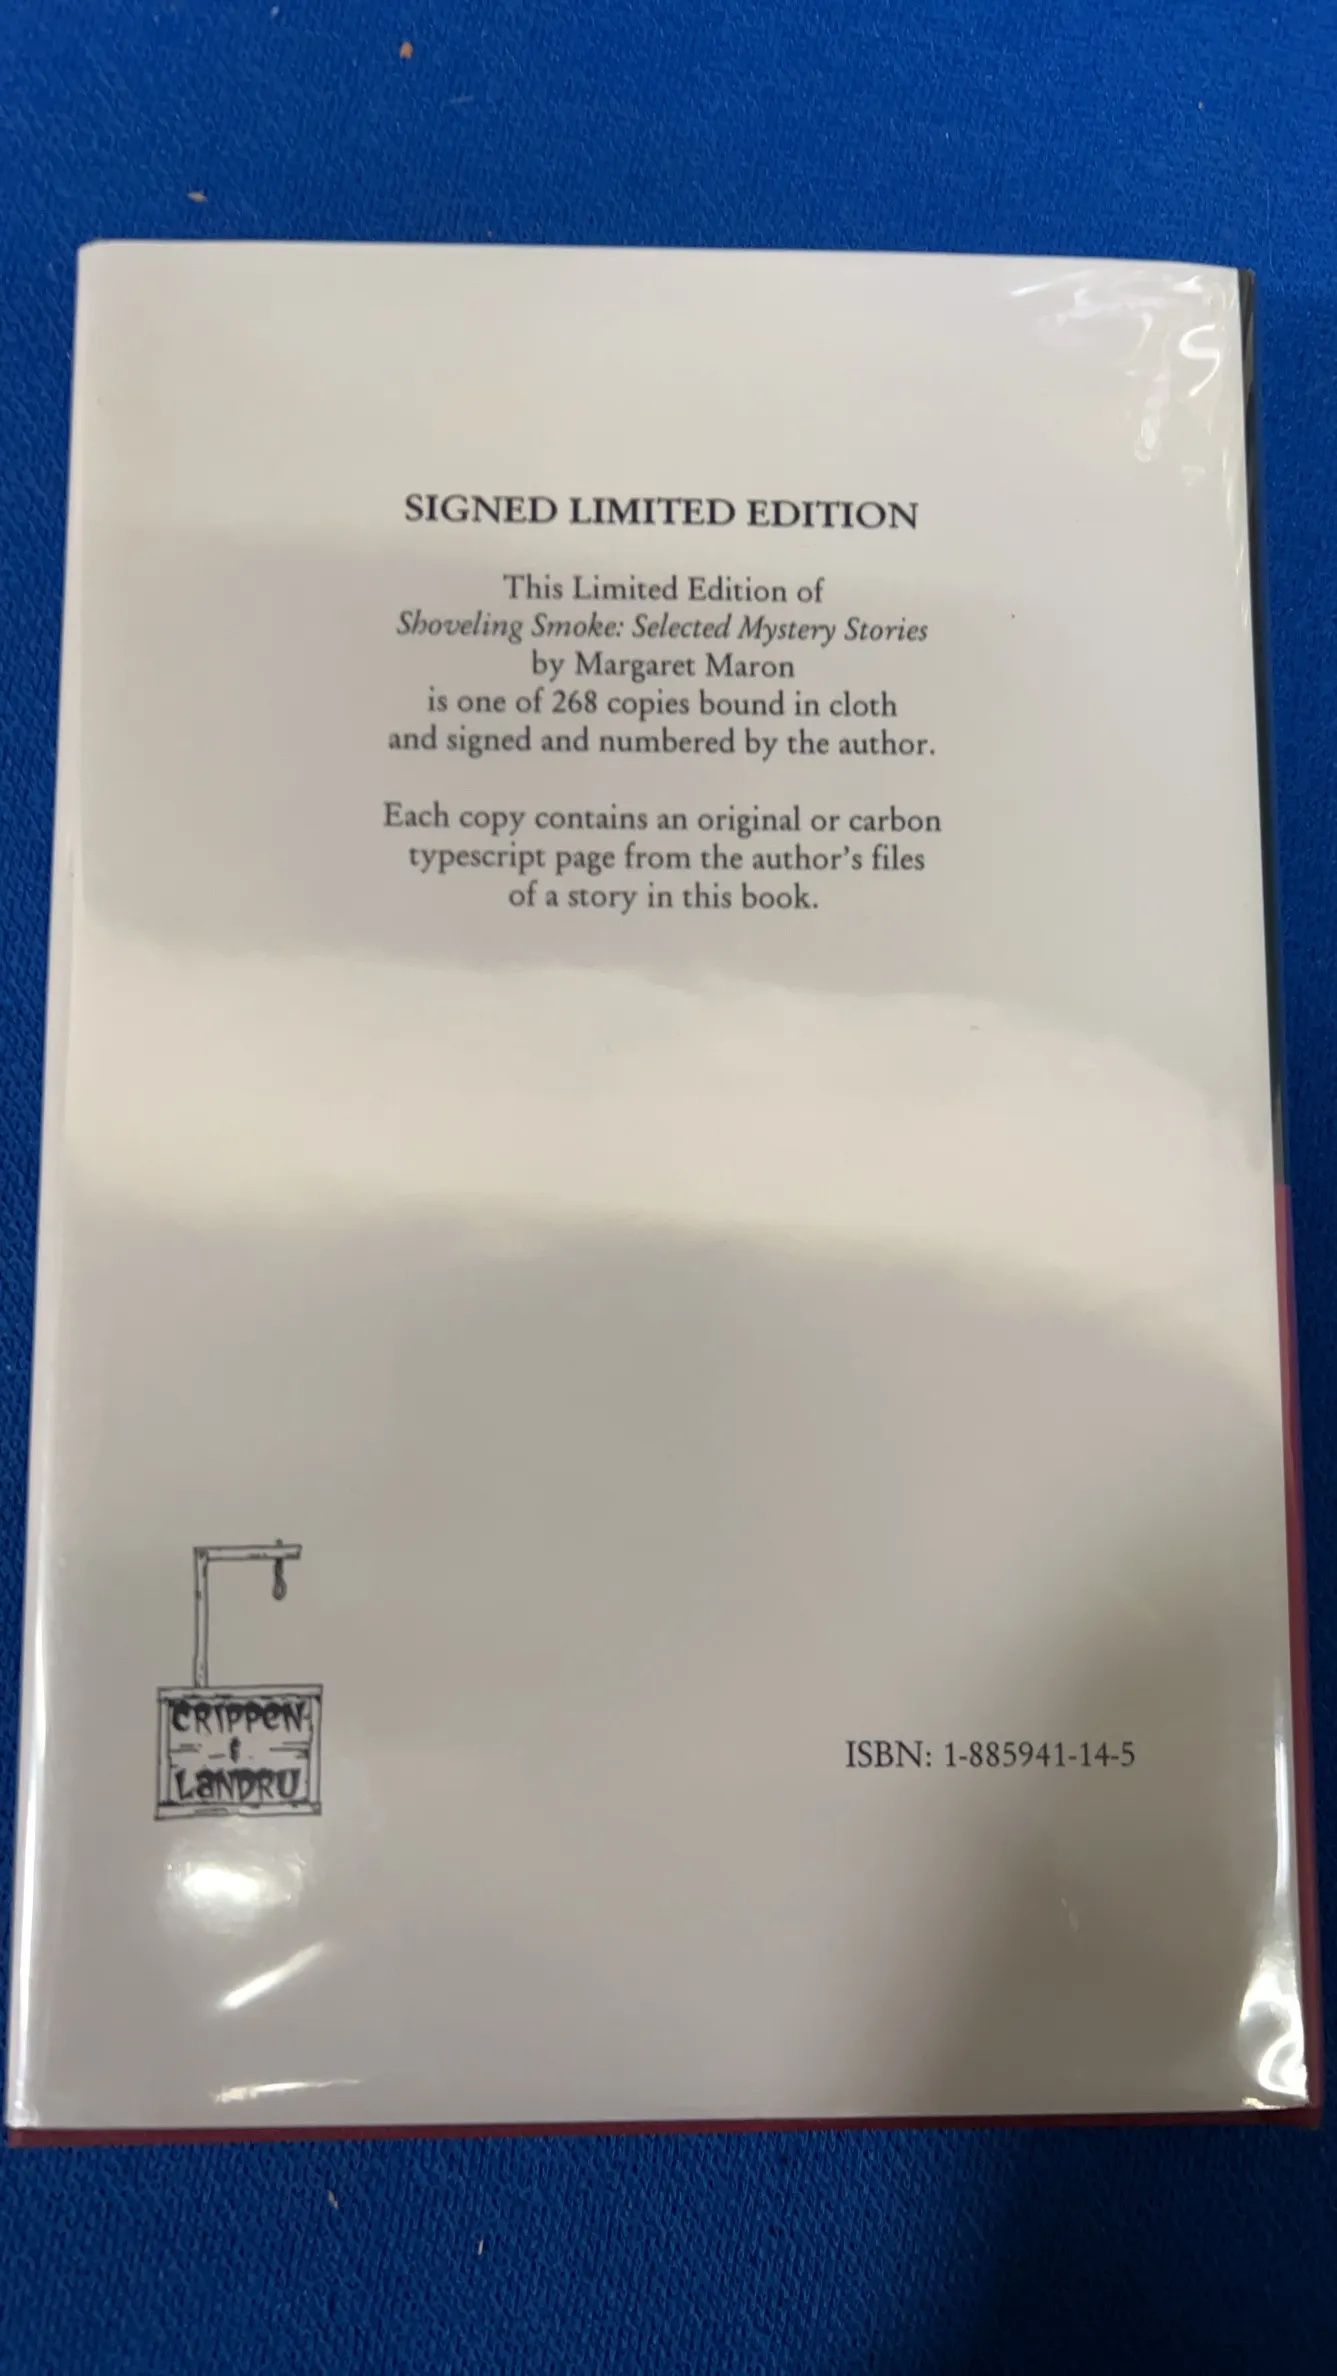 SIGNED LIMITED EDITION
This Limited Edition of
Shoveling Smoke: Selected Mystery Stories
by Margaret Maron
is one of 268 copies bound in cloth
and signed and numbered by the author.
Each copy contains an original or carbon
typescript page from the author's files
of a story in this book.
CRIPPEN
&
LANDRU
ISBN: 1-885941-14-5